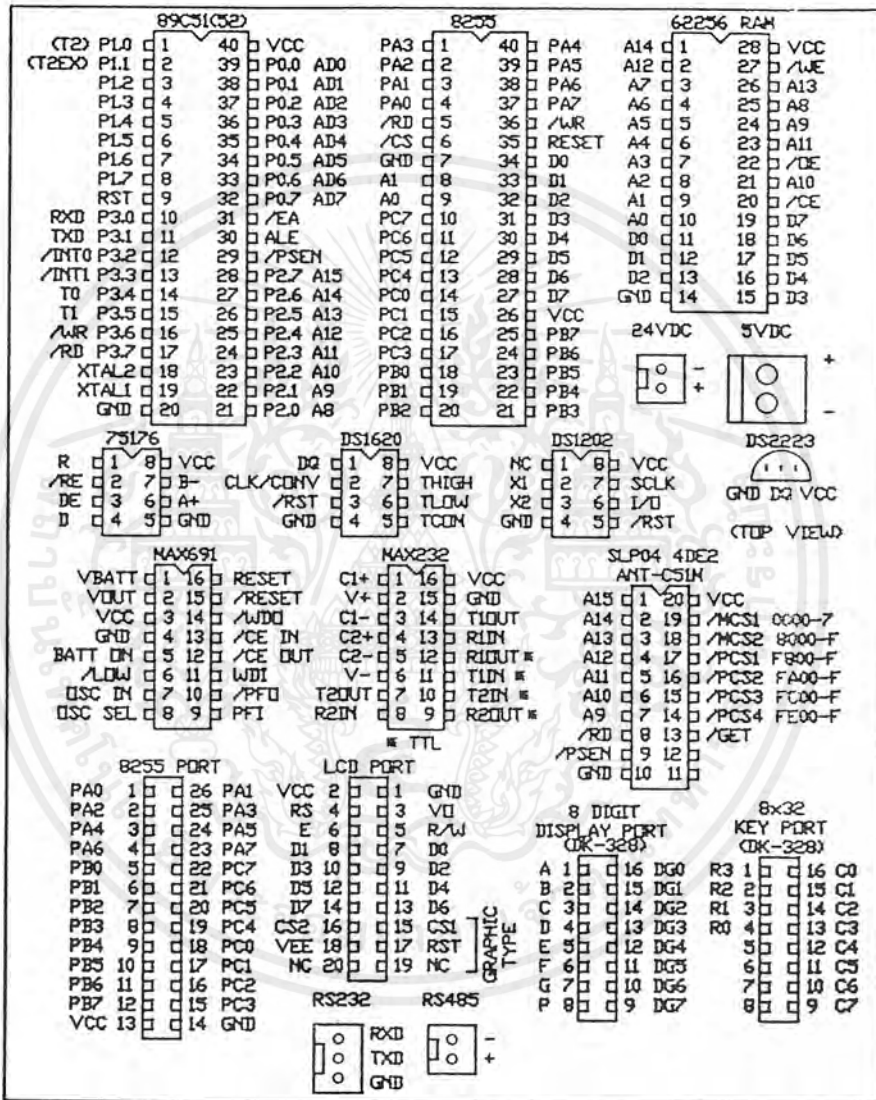 89C51(52)
(T2) P1.0 1 40 VCC
(T2EX) P1.1 2 39 P0.0 AD0
P1.2 3 38 P0.1 AD1
P1.3 4 37 P0.2 AD2
P1.4 5 36 P0.3 AD3
P1.5 6 35 P0.4 AD4
P1.6 7 34 P0.5 AD5
P1.7 8 33 P0.6 AD6
RST 9 32 P0.7 AD7
RXD P3.0 10 31 /EA
TXD P3.1 11 30 ALE
/INT0 P3.2 12 29 /PSEN
/INT1 P3.3 13 28 P2.7 A15
T0 P3.4 14 27 P2.6 A14
T1 P3.5 15 26 P2.5 A13
/WR P3.6 16 25 P2.4 A12
/RD P3.7 17 24 P2.3 A11
XTAL2 18 23 P2.2 A10
XTAL1 19 22 P2.1 A9
GND 20 21 P2.0 A8
8255
PA3 1 40 PA4
PA2 2 39 PA5
PA1 3 38 PA6
PA0 4 37 PA7
/RD 5 36 /WR
/CS 6 35 RESET
GND 7 34 D0
A1 8 33 D1
A0 9 32 D2
PC7 10 31 D3
PC6 11 30 D4
PC5 12 29 D5
PC4 13 28 D6
PC0 14 27 D7
PC1 15 26 VCC
PC2 16 25 PB7
PC3 17 24 PB6
PB0 18 23 PB5
PB1 19 22 PB4
PB2 20 21 PB3
62256 RAM
A14 1 28 VCC
A12 2 27 /WE
A7 3 26 A13
A6 4 25 A8
A5 5 24 A9
A4 6 23 A11
A3 7 22 /OE
A2 8 21 A10
A1 9 20 /CE
A0 10 19 D7
D0 11 18 D6
D1 12 17 D5
D2 13 16 D4
GND 14 15 D3
24VDC
-
+
5VDC
+
-
75176
R 1 8 VCC
/RE 2 7 B-
DE 3 6 A+
D 4 5 GND
DS1620
DQ 1 8 VCC
CLK/CONV 2 7 THIGH
/RST 3 6 TLOW
GND 4 5 TCOM
DS1202
NC 1 8 VCC
X1 2 7 SCLK
X2 3 6 I/O
GND 4 5 /RST
DS2223
GND DQ VCC
(TOP VIEW)
MAX691
VBATT 1 16 RESET
VOUT 2 15 /RESET
VCC 3 14 /WDO
GND 4 13 /CE IN
BATT ON 5 12 /CE OUT
/LOW 6 11 WDI
OSC IN 7 10 /PFO
OSC SEL 8 9 PFI
MAX232
C1+ 1 16 VCC
V+ 2 15 GND
C1- 3 14 T1OUT
C2+ 4 13 R1IN
C2- 5 12 R1OUT *
V- 6 11 T1IN *
T2OUT 7 10 T2IN *
R2IN 8 9 R2OUT *
* TTL
SLP04 4DE2
ANT-C51M
A15 1 20 VCC
A14 2 19 /MCS1 0000-7
A13 3 18 /MCS2 8000-F
A12 4 17 /PCS1 F800-F
A11 5 16 /PCS2 FA00-F
A10 6 15 /PCS3 FC00-F
A9 7 14 /PCS4 FE00-F
/RD 8 13 /GET
/PSEN 9 12
GND 10 11
8255 PORT
PA0 1 26 PA1
PA2 2 25 PA3
PA4 3 24 PA5
PA6 4 23 PA7
PB0 5 22 PC7
PB1 6 21 PC6
PB2 7 20 PC5
PB3 8 19 PC4
PB4 9 18 PC0
PB5 10 17 PC1
PB6 11 16 PC2
PB7 12 15 PC3
VCC 13 14 GND
LCD PORT
VCC 2 1 GND
RS 4 3 VO
E 6 5 R/W
D1 8 7 D0
D3 10 9 D2
D5 12 11 D4
D7 14 13 D6
CS2 16 15 CS1
VEE 18 17 RST
NC 20 19 NC
GRAPHIC
TYPE
8 DIGIT
DISPLAY PORT
(DK-328)
A 1 16 DG0
B 2 15 DG1
C 3 14 DG2
D 4 13 DG3
E 5 12 DG4
F 6 11 DG5
G 7 10 DG6
P 8 9 DG7
8x32
KEY PORT
(DK-328)
R3 1 16 C0
R2 2 15 C1
R1 3 14 C2
R0 4 13 C3
5 12 C4
6 11 C5
7 10 C6
8 9 C7
RS232
RXD
TXD
GND
RS485
-
+